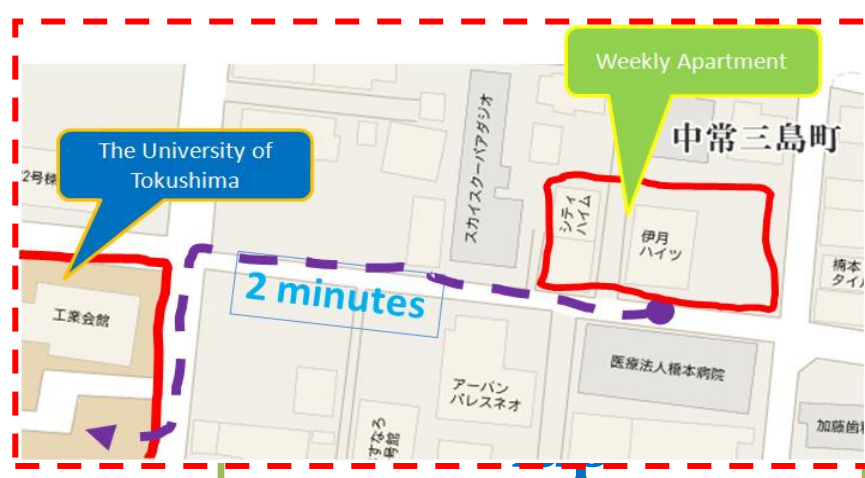 Weekly Apartment
中常三島町
The University of
Tokushima
2号棟
スカイスクーパアダジオ
シティ
ハイム
伊月
ハイツ
楠本
タイル
2 minutes
工業会館
医療法人橋本病院
アーバン
パレスネオ
加藤歯科